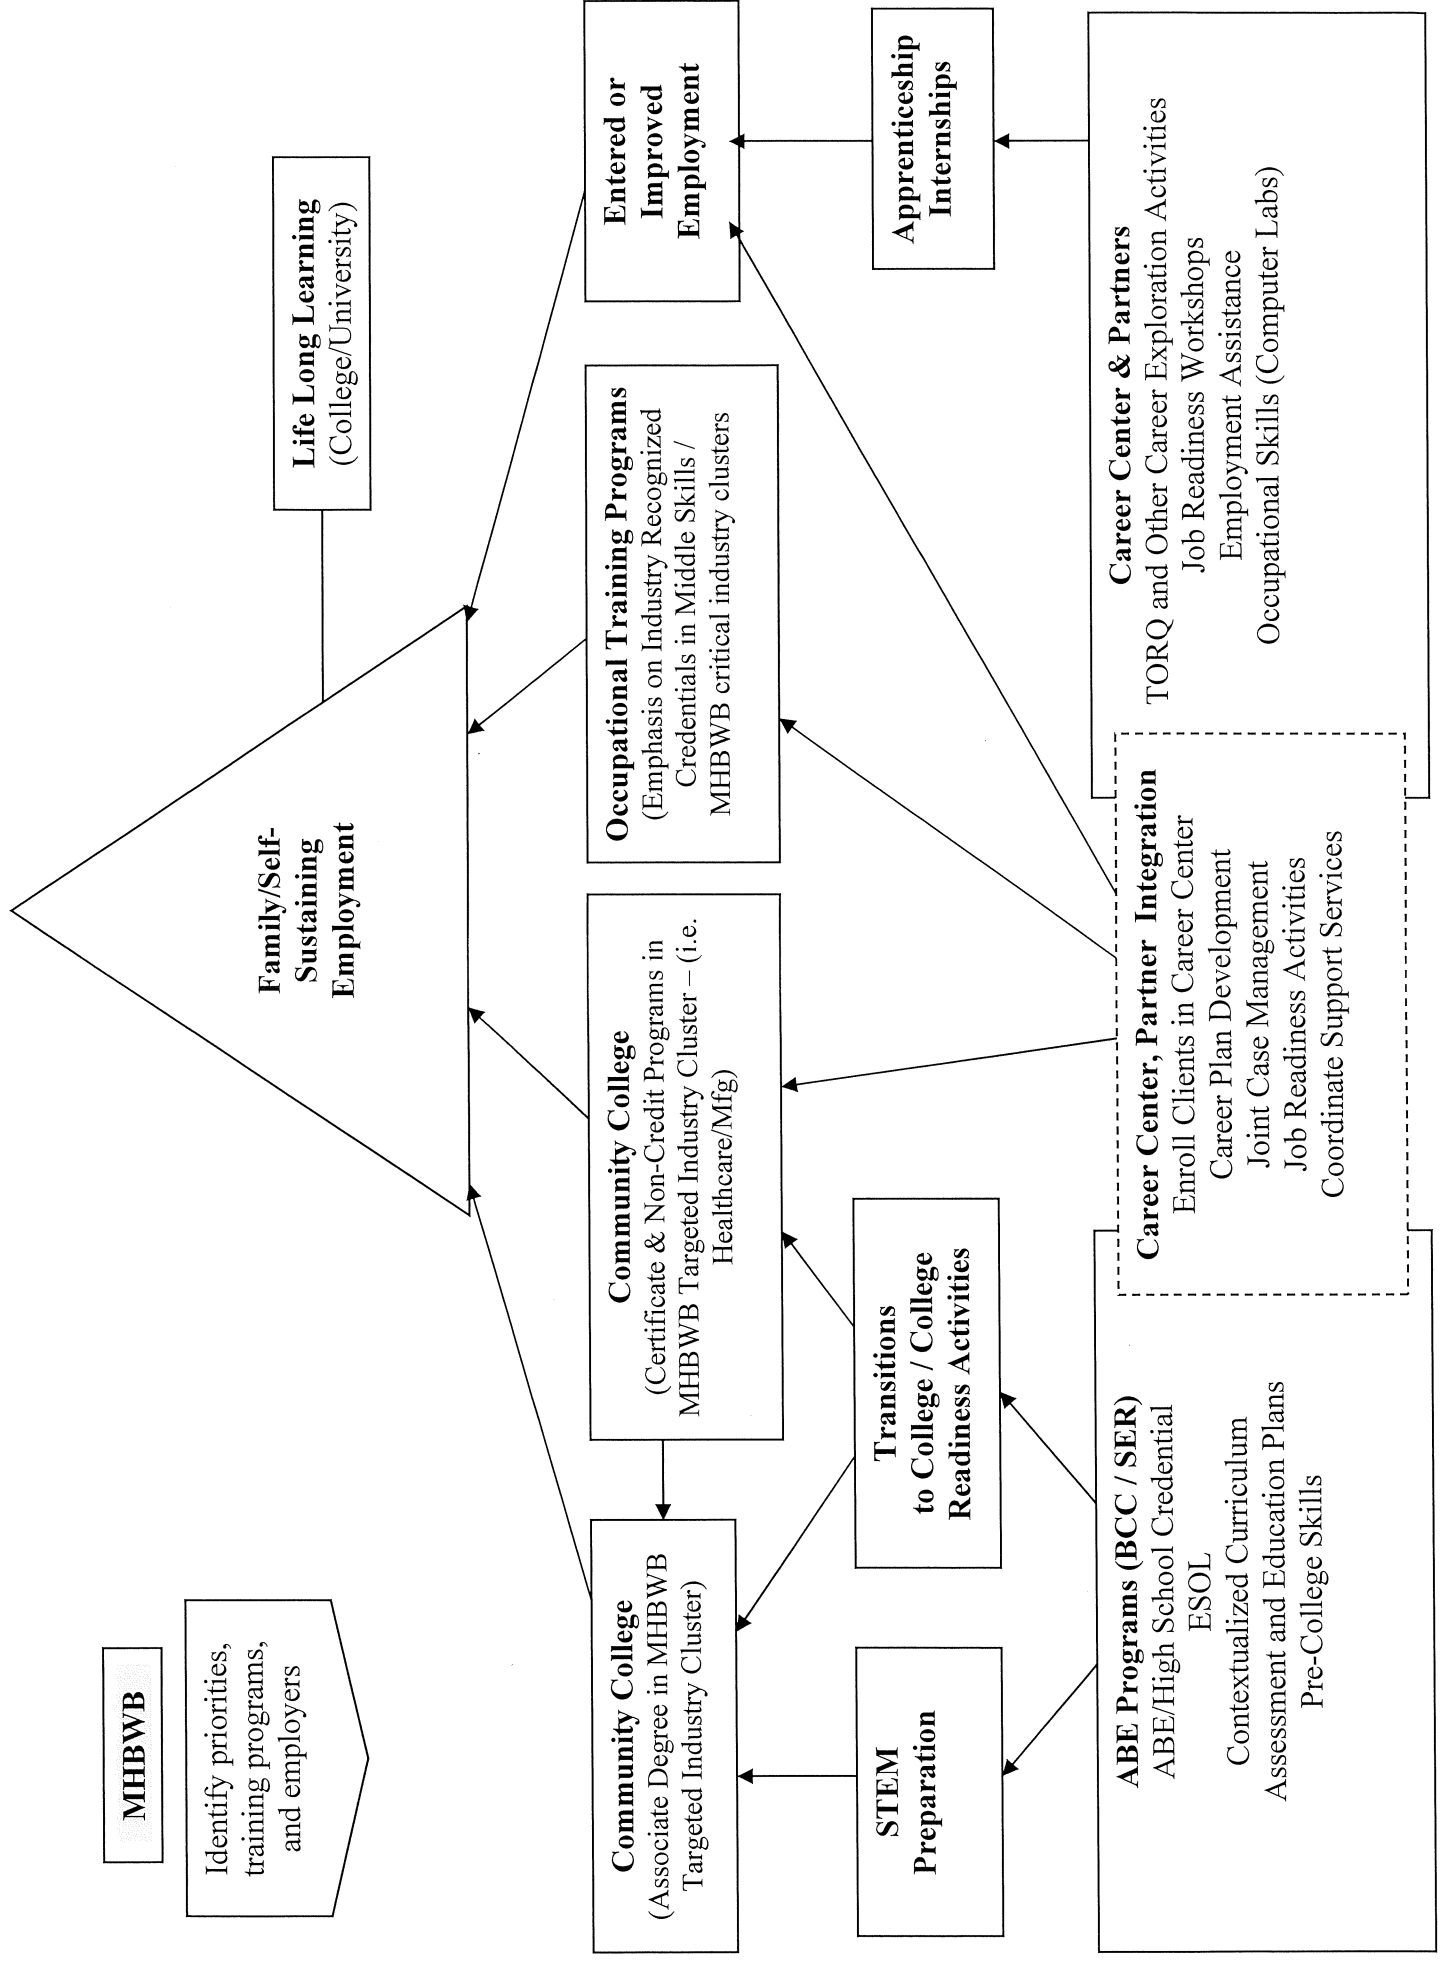 MHBWB
Identify priorities,
training programs,
and employers
Family/Self-
Sustaining
Employment
Life Long Learning
(College/University)
Community College
(Associate Degree in MHBWB
Targeted Industry Cluster)
Community College
(Certificate & Non-Credit Programs in
MHBWB Targeted Industry Cluster – (i.e.
Healthcare/Mfg)
Occupational Training Programs
(Emphasis on Industry Recognized
Credentials in Middle Skills /
MHBWB critical industry clusters
Entered or
Improved
Employment
STEM
Preparation
Transitions
to College / College
Readiness Activities
Apprenticeship
Internships
ABE Programs (BCC / SER)
ABE/High School Credential
ESOL
Contextualized Curriculum
Assessment and Education Plans
Pre-College Skills
Career Center, Partner Integration
Enroll Clients in Career Center
Career Plan Development
Joint Case Management
Job Readiness Activities
Coordinate Support Services
Career Center & Partners
TORQ and Other Career Exploration Activities
Job Readiness Workshops
Employment Assistance
Occupational Skills (Computer Labs)